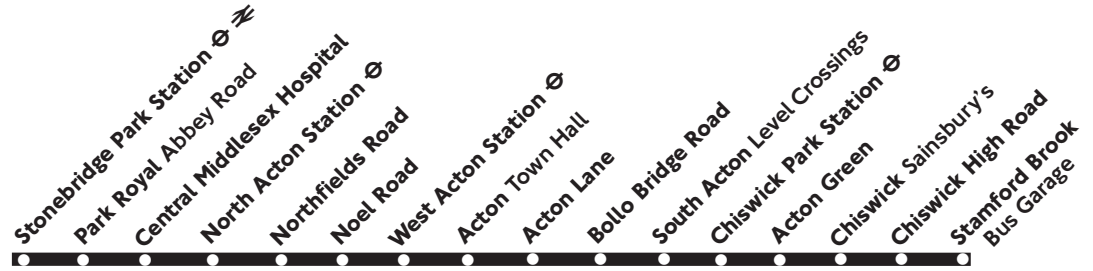 Stonebridge Park Station
Park Royal Abbey Road
Central Middlesex Hospital
North Acton Station
Northfields Road
Noel Road
West Acton Station
Acton Town Hall
Acton Lane
Bollo Bridge Road
South Acton Level Crossings
Chiswick Park Station
Acton Green
Chiswick Sainsbury's
Chiswick High Road
Stamford Brook
Bus Garage